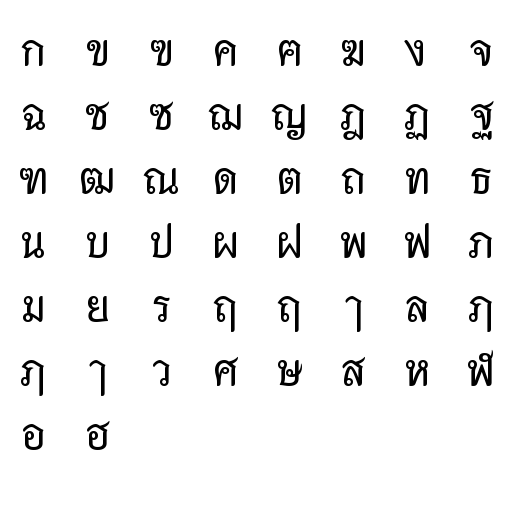 ก ข ฃ ค ฅ ฆ ง จ
ฉ ช ซ ฌ ญ ฎ ฏ ฐ
ฑ ฒ ณ ด ต ถ ท ธ
น บ ป ผ ฝ พ ฟ ภ
ม ย ร ฤ ฤ ๅ ล ฦ
ฦ ๅ ว ศ ษ ส ห ฬ
อ ฮ